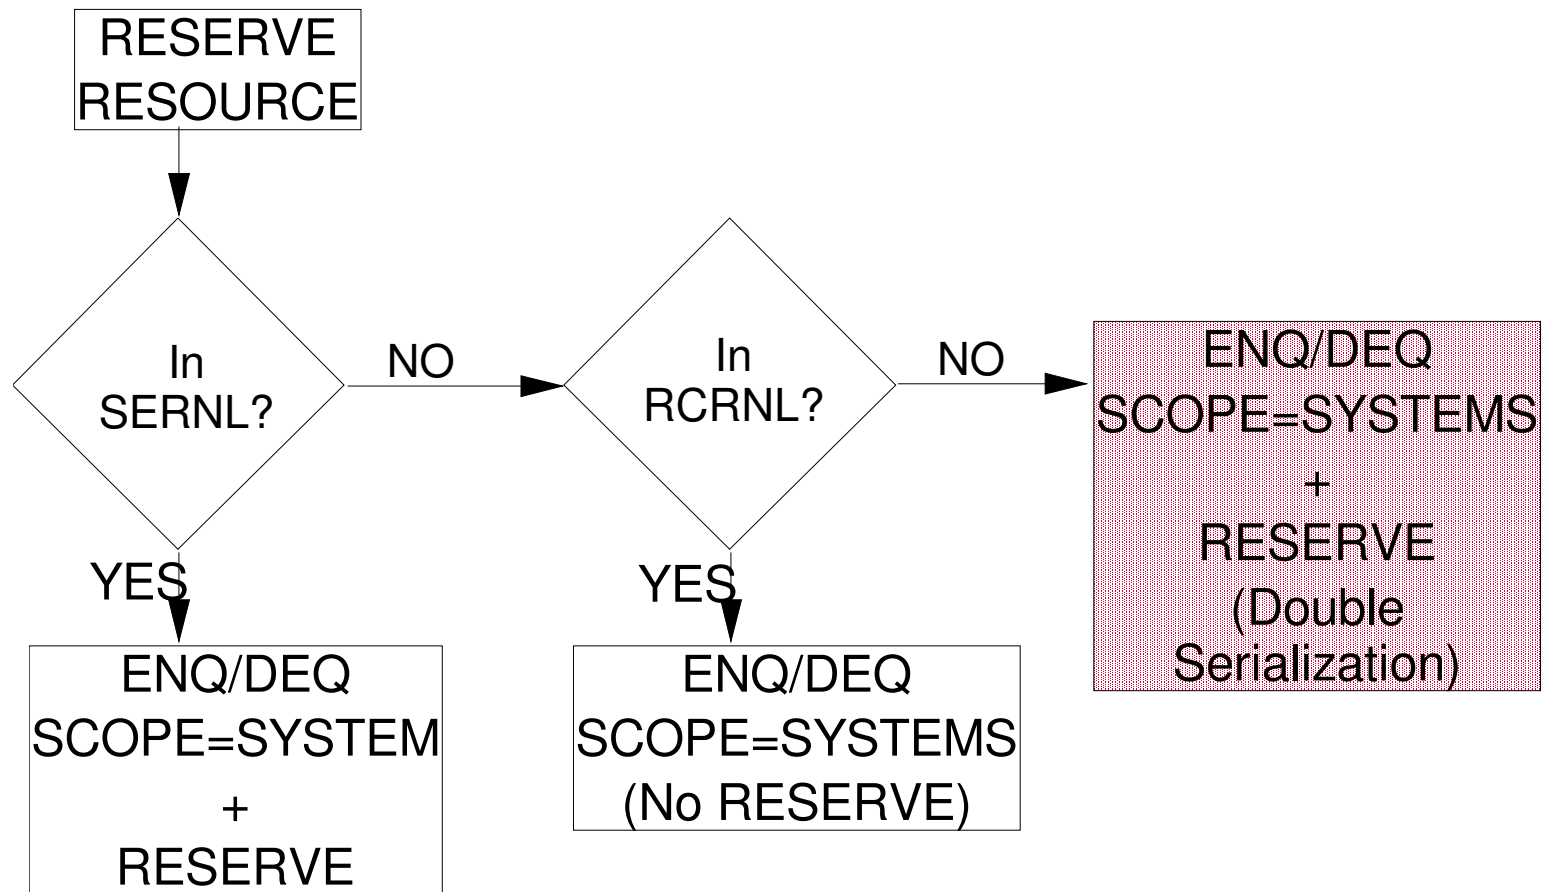 RESERVE
RESOURCE
In
SERNL?
NO
In
RCRNL?
NO
ENQ/DEQ
SCOPE=SYSTEMS
+
RESERVE
(Double
Serialization)
YES
ENQ/DEQ
SCOPE=SYSTEM
+
RESERVE
YES
ENQ/DEQ
SCOPE=SYSTEMS
(No RESERVE)